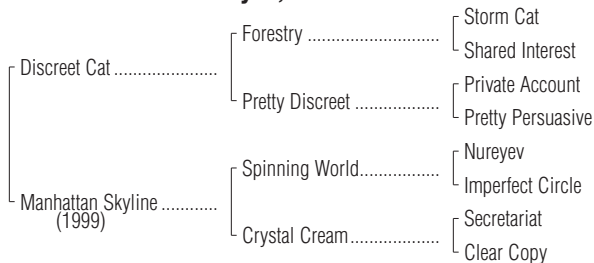 Storm Cat
Forestry
Shared Interest
Discreet Cat
Private Account
Pretty Discreet
Pretty Persuasive
Nureyev
Spinning World
Imperfect Circle
Manhattan Skyline
(1999)
Secretariat
Crystal Cream
Clear Copy